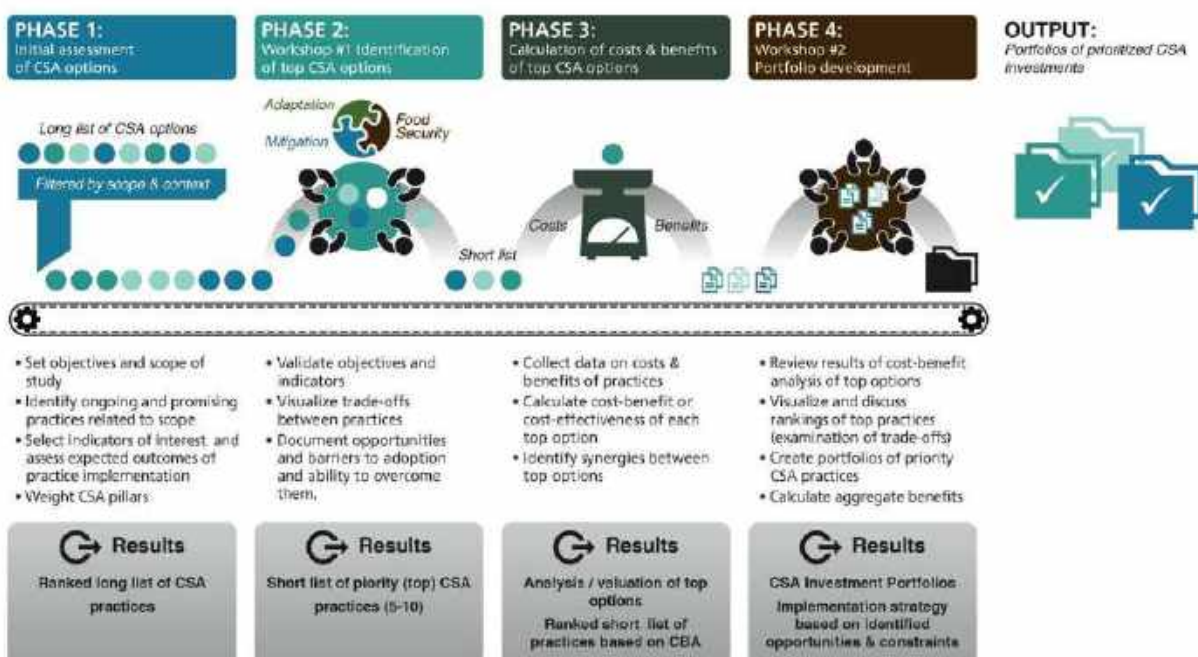 PHASE 1:
Initial assessment
of CSA options
PHASE 2:
Workshop #1 Identification
of top CSA options
PHASE 3:
Calculation of costs & benefits
of top CSA options
PHASE 4:
Workshop #2
Portfolio development
OUTPUT:
Portfolios of prioritized CSA
investments
Long list of CSA options
Filtered by scope & context
Adaptation
Mitigation
Food
Security
Short list
Costs
Benefits
• Set objectives and scope of
study
• Identify ongoing and promising
practices related to scope
• Select indicators of interest and
assess expected outcomes of
practice implementation
• Weight CSA pillars
• Validate objectives and
indicators
• Visualize trade-offs
between practices
• Document opportunities
and barriers to adoption
and ability to overcome
them.
• Collect data on costs &
benefits of practices
• Calculate cost-benefit or
cost-effectiveness of each
top option
• Identify synergies between
top options
• Review results of cost-benefit
analysis of top options
• Visualize and discuss
rankings of top practices
(examination of trade-offs)
• Create portfolios of priority
CSA practices
• Calculate aggregate benefits
Results
Ranked long list of CSA
practices
Results
Short list of piority (top) CSA
practices (5-10)
Results
Analysis / valuation of top
options
Ranked short list of
practices based on CBA
Results
CSA Investment Portfolios
Implementation strategy
based on identified
opportunities & constraints